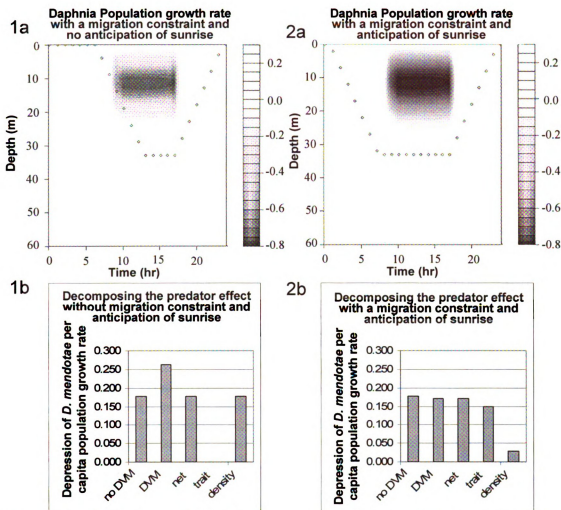 Daphnia Population growth rate
with a migration constraint and
no anticipation of sunrise
1a
0
10
20
30
40
50
60
Depth (m)
0 5 10 15 20
Time (hr)
0.2
0.0
-0.2
-0.4
-0.6
-0.8
Daphnia Population growth rate
with a migration constraint and
anticipation of sunrise
2a
0
10
20
30
40
50
60
Depth (m)
0 5 10 15 20
Time (hr)
0.2
0.0
-0.2
-0.4
-0.6
-0.8
1b
Decomposing the predator effect
without migration constraint and
anticipation of sunrise
Depression of D. mendotae per
capita population growth rate
0.300
0.250
0.200
0.150
0.100
0.050
0.000
no DVM
DVM
net
trait
density
2b
Decomposing the predator effect
with a migration constraint and
anticipation of sunrise
Depression of D. mendotae per
capita population growth rate
0.300
0.250
0.200
0.150
0.100
0.050
0.000
no DVM
DVM
net
trait
density